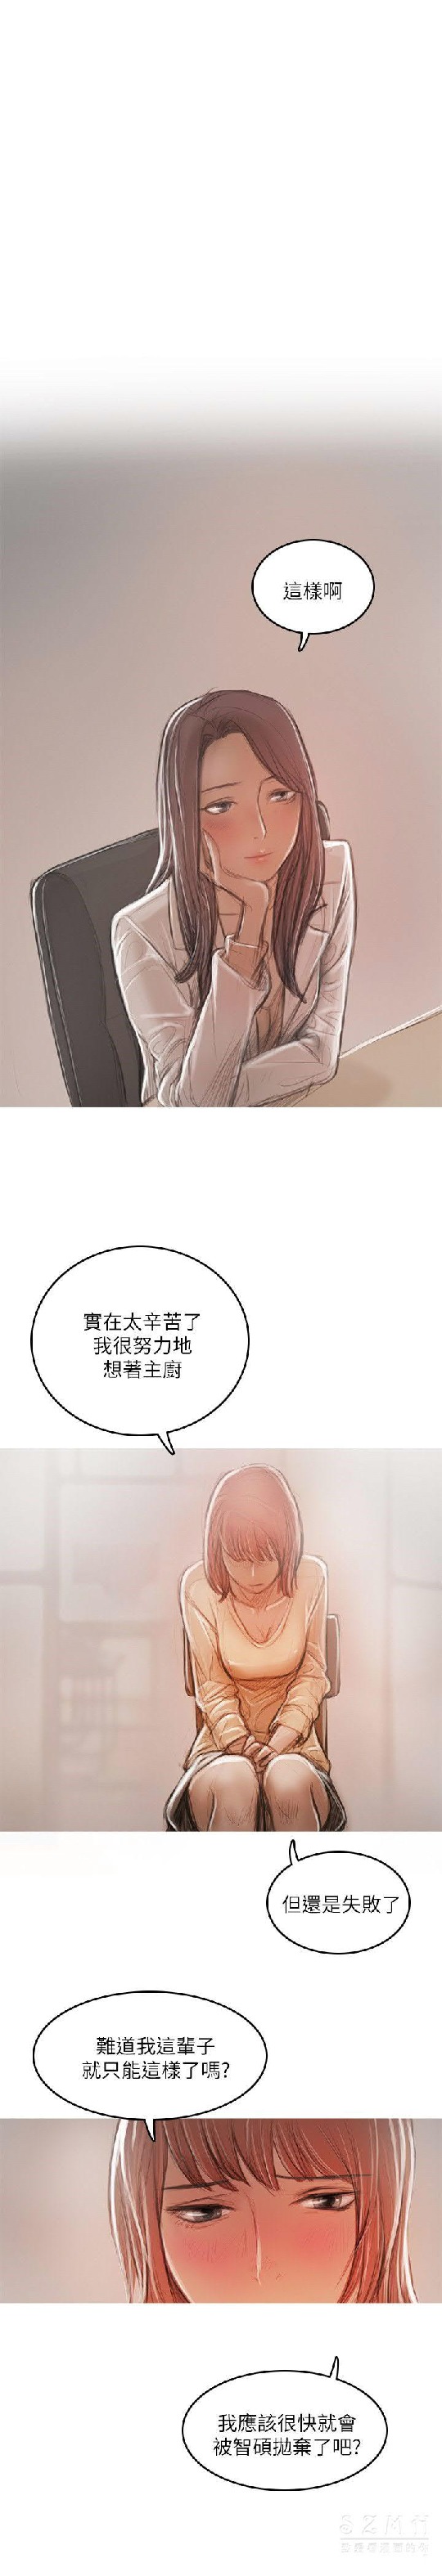 這樣啊
實在太辛苦了
我很努力地
想著主廚
但還是失敗了
難道我這輩子
就只能這樣了嗎?
我應該很快就會
被智碩拋棄了吧?